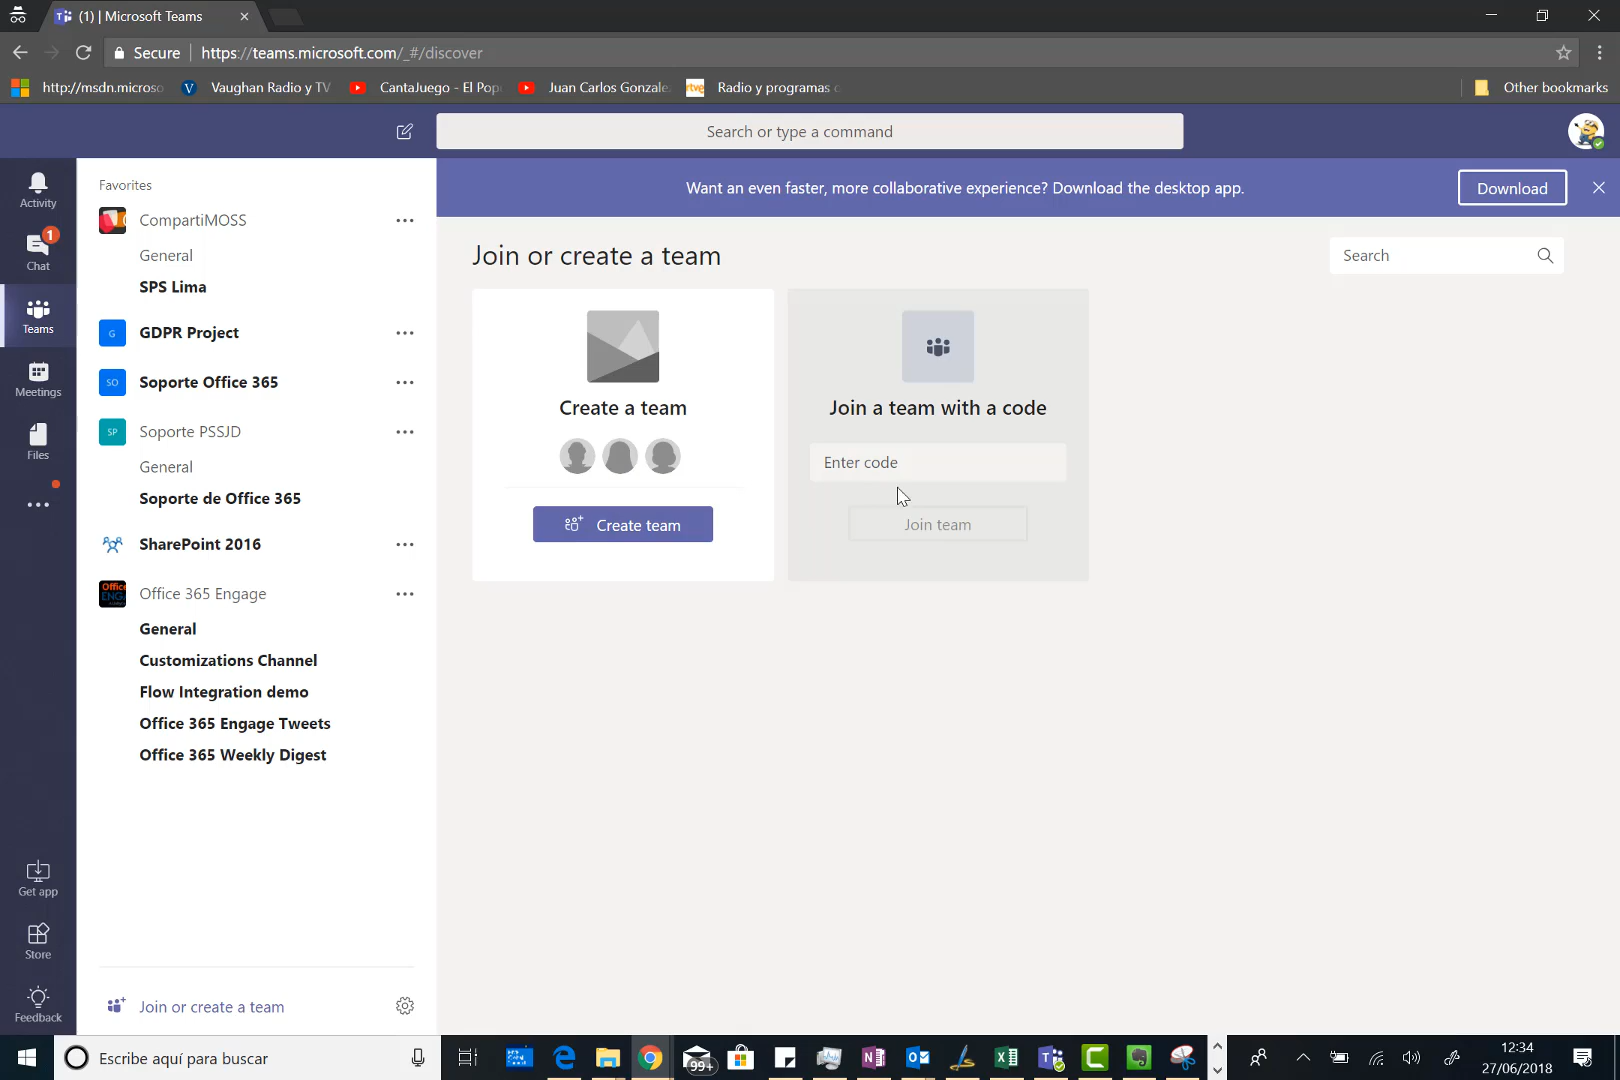 (1) | Microsoft Teams
Secure
https://teams.microsoft.com/_#/discover
http://msdn.microso
V
Vaughan Radio y TV
CantaJuego - El Pop
Juan Carlos Gonzale
rtve
Radio y programas
Other bookmarks
Search or type a command
Want an even faster, more collaborative experience? Download the desktop app.
Download
Activity
1
Chat
Teams
Meetings
Files
Get app
Store
Feedback
Favorites
CompartiMOSS
General
SPS Lima
G
GDPR Project
SO
Soporte Office 365
SP
Soporte PSSJD
General
Soporte de Office 365
SharePoint 2016
Office
ENGA
Office 365 Engage
General
Customizations Channel
Flow Integration demo
Office 365 Engage Tweets
Office 365 Weekly Digest
Join or create a team
Join or create a team
Search
Create a team
Create team
Join a team with a code
Enter code
Join team
Escribe aquí para buscar
99+
12:34
27/06/2018